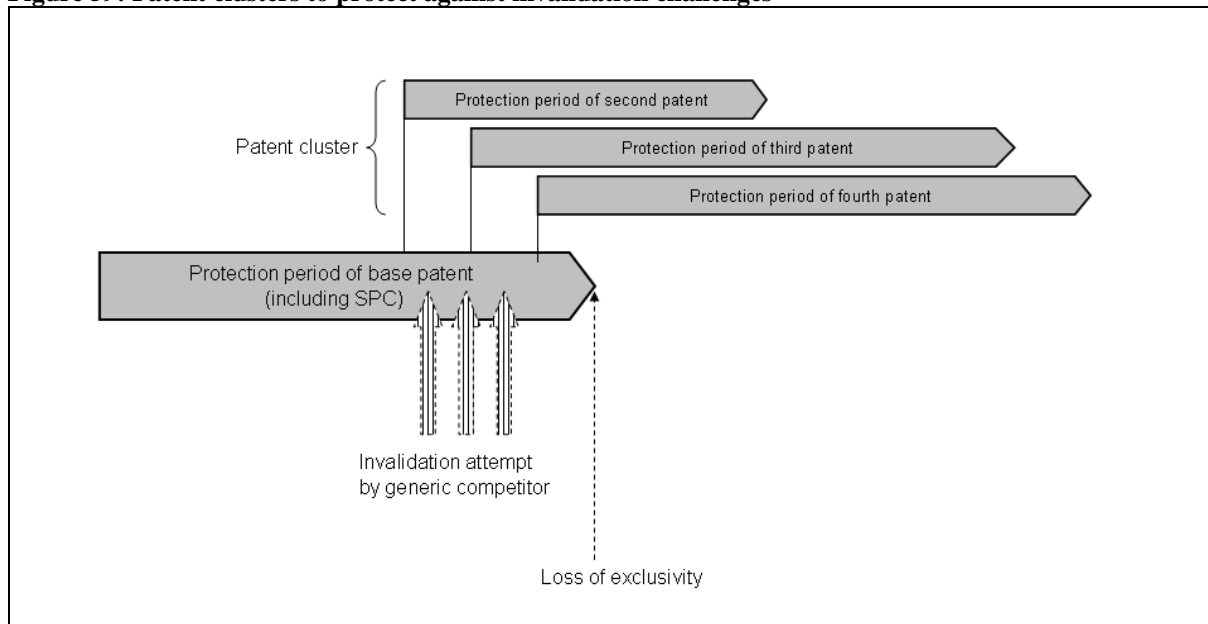 Figure Patent clusters to protect against invalidation challenges
Protection period of second patent
Patent cluster
Protection period of third patent
Protection period of fourth patent
Protection period of base patent
(including SPC)
Invalidation attempt
by generic competitor
Loss of exclusivity